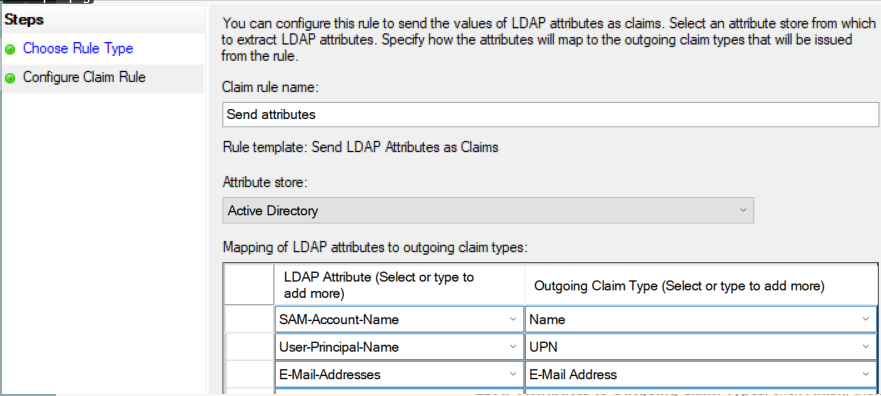 Steps
Choose Rule Type
Configure Claim Rule
You can configure this rule to send the values of LDAP attributes as claims. Select an attribute store from which
to extract LDAP attributes. Specify how the attributes will map to the outgoing claim types that will be issued
from the rule.
Claim rule name:
Send attributes
Rule template: Send LDAP Attributes as Claims
Attribute store:
Active Directory
Mapping of LDAP attributes to outgoing claim types:
LDAP Attribute (Select or type to
add more)
Outgoing Claim Type (Select or type to add more)
SAM-Account-Name
Name
User-Principal-Name
UPN
E-Mail-Addresses
E-Mail Address